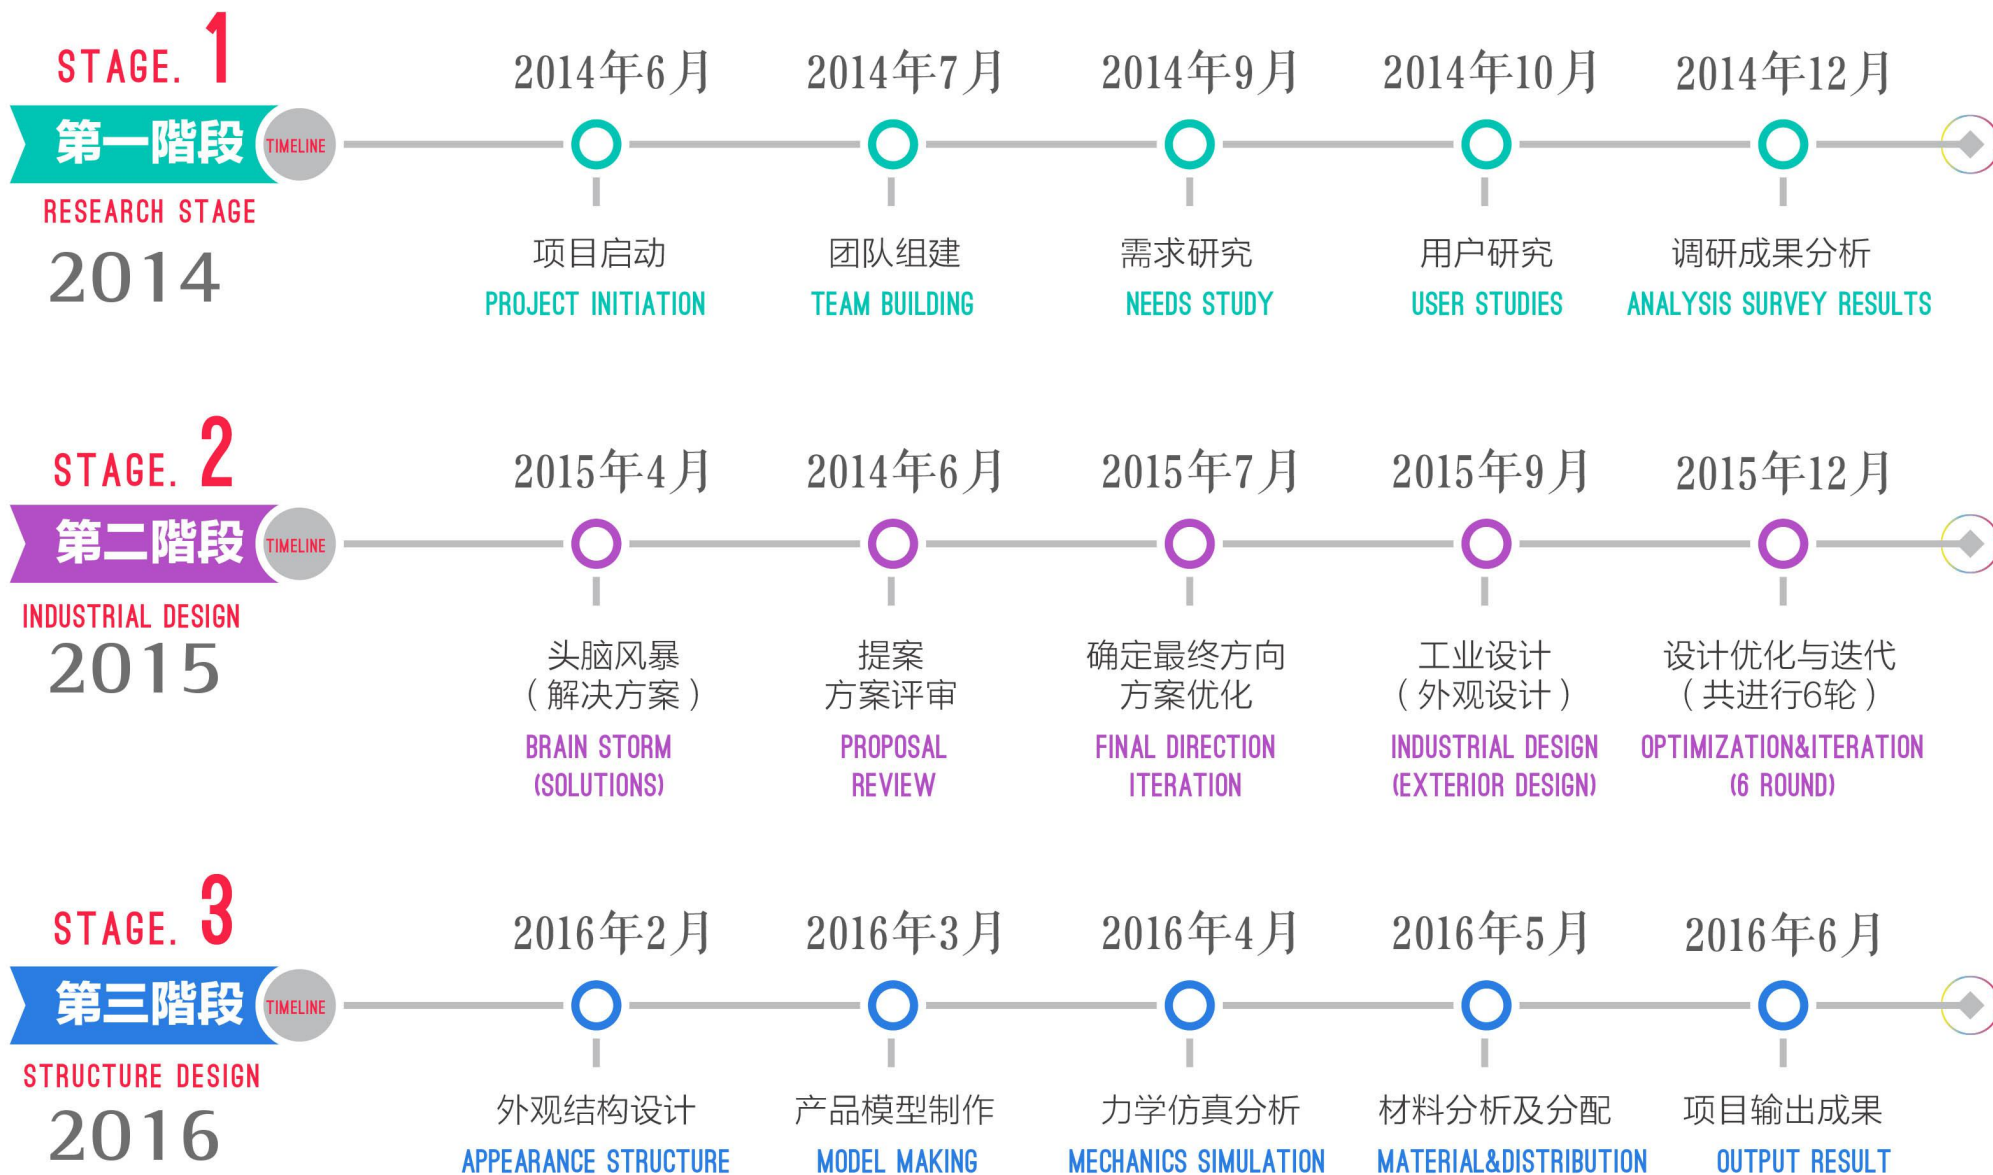 STAGE. 1
第一階段
TIMELINE
RESEARCH STAGE
2014
2014年6月
2014年7月
2014年9月
2014年10月
2014年12月
项目启动
PROJECT INITIATION
团队组建
TEAM BUILDING
需求研究
NEEDS STUDY
用户研究
USER STUDIES
调研成果分析
ANALYSIS SURVEY RESULTS
STAGE. 2
第二階段
TIMELINE
INDUSTRIAL DESIGN
2015
2015年4月
2014年6月
2015年7月
2015年9月
2015年12月
头脑风暴
（解决方案）
BRAIN STORM
(SOLUTIONS)
提案
方案评审
PROPOSAL
REVIEW
确定最终方向
方案优化
FINAL DIRECTION
ITERATION
工业设计
（外观设计）
INDUSTRIAL DESIGN
(EXTERIOR DESIGN)
设计优化与迭代
（共进行6轮）
OPTIMIZATION&ITERATION
(6 ROUND)
STAGE. 3
第三階段
TIMELINE
STRUCTURE DESIGN
2016
2016年2月
2016年3月
2016年4月
2016年5月
2016年6月
外观结构设计
APPEARANCE STRUCTURE
产品模型制作
MODEL MAKING
力学仿真分析
MECHANICS SIMULATION
材料分析及分配
MATERIAL&DISTRIBUTION
项目输出成果
OUTPUT RESULT